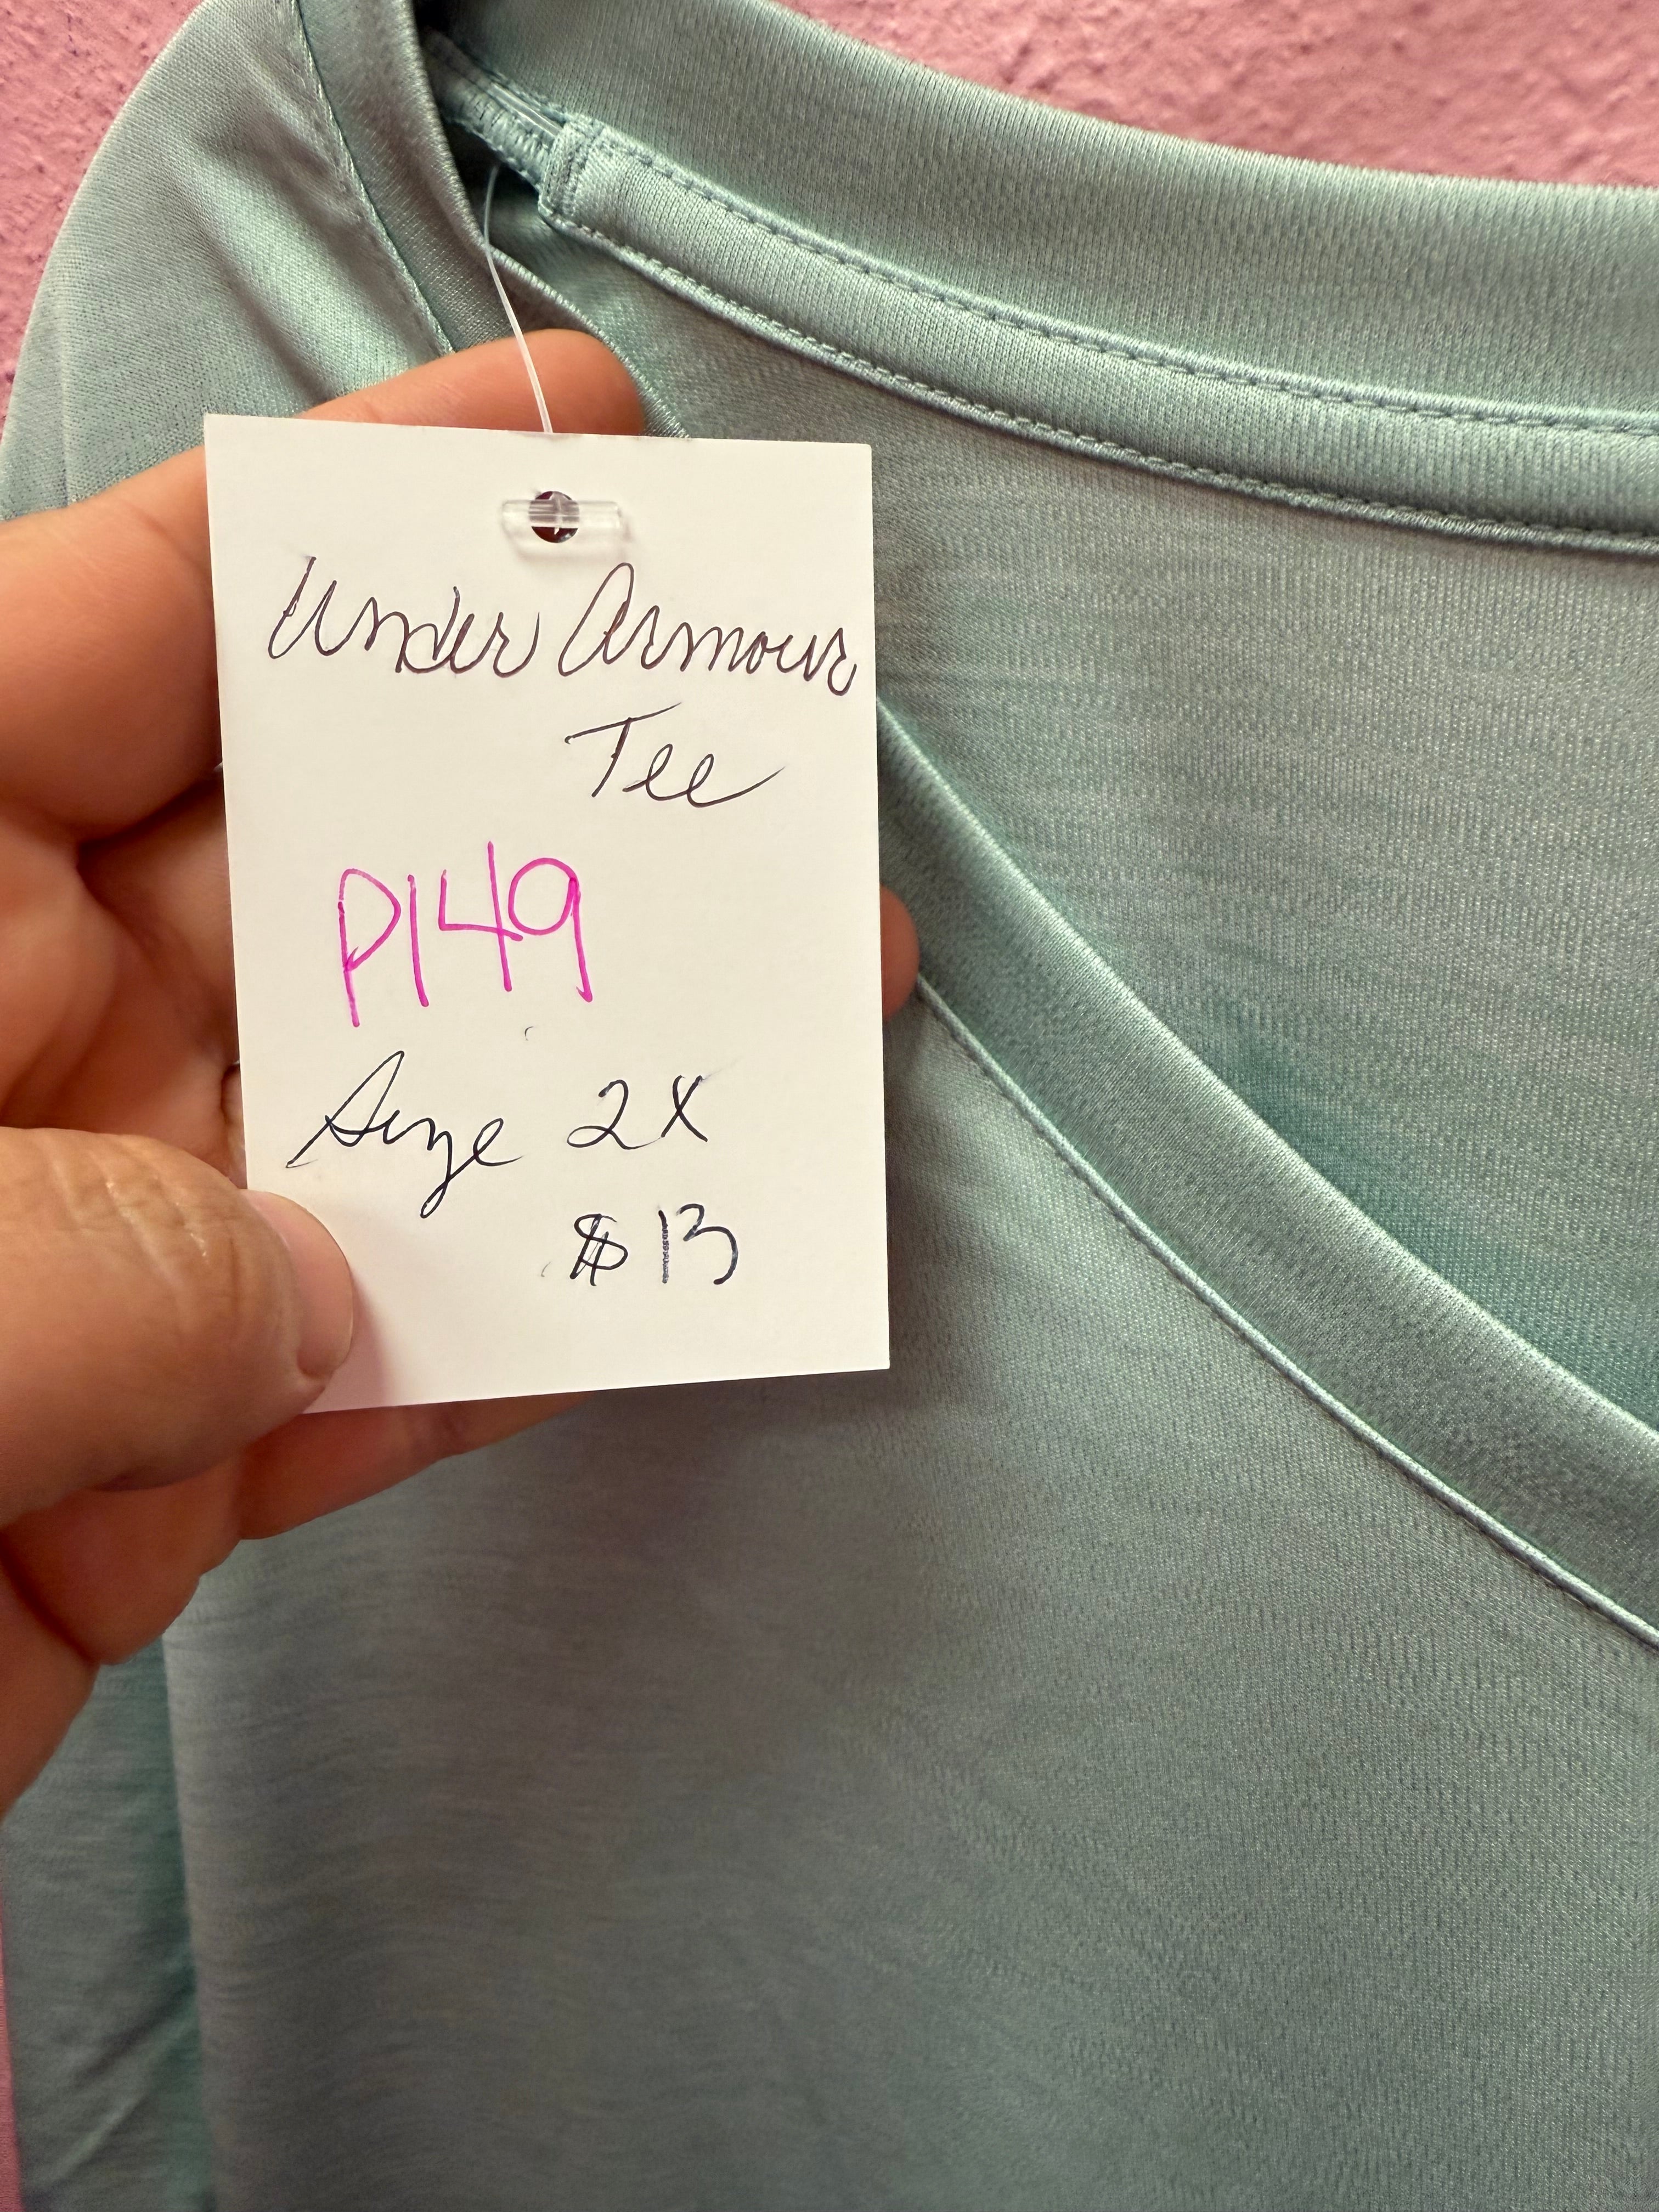 Under Armour
Tee
P149
Size 2X
$13